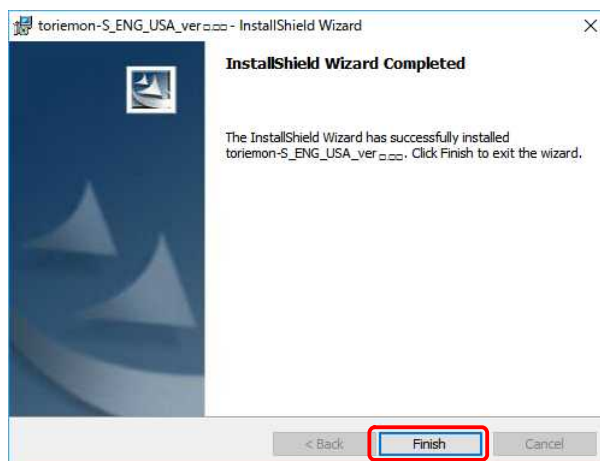 toriemon-S_ENG_USA_ver□.□□ - InstallShield Wizard
InstallShield Wizard Completed
The InstallShield Wizard has successfully installed
toriemon-S_ENG_USA_ver□.□□. Click Finish to exit the wizard.
< Back
Finish
Cancel